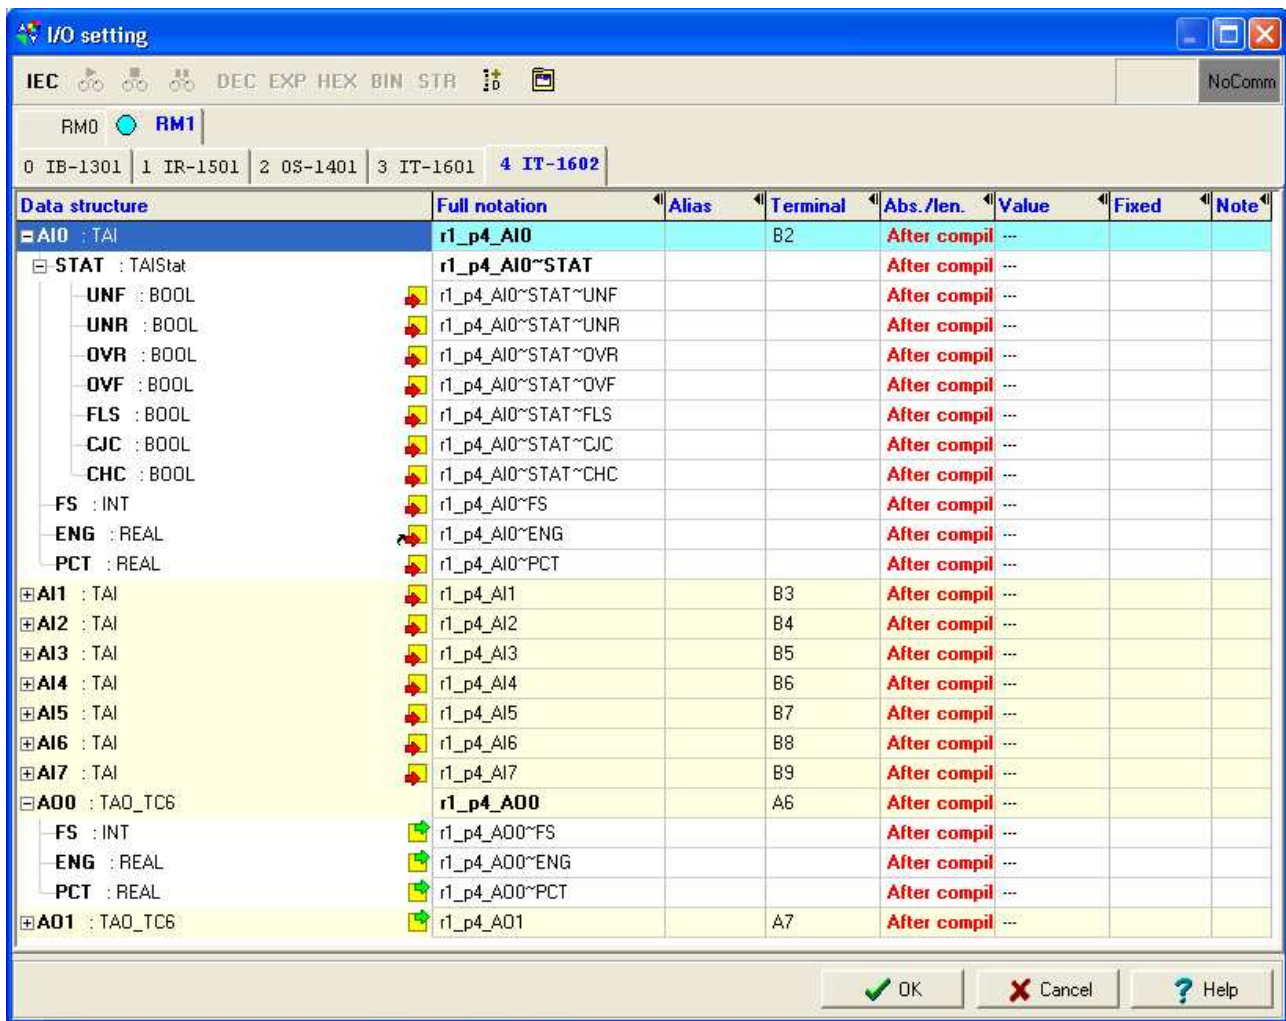 I/O setting
IEC DEC EXP HEX BIN STR NoComm
RM0 RM1
0 IB-1301 1 IR-1501 2 OS-1401 3 IT-1601 4 IT-1602
Data structure Full notation Alias Terminal Abs./len. Value Fixed Note
AI0 : TAI r1_p4_AI0 B2 After compil ---
STAT : TAIStat r1_p4_AI0~STAT After compil ---
UNF : BOOL r1_p4_AI0~STAT~UNF After compil ---
UNR : BOOL r1_p4_AI0~STAT~UNR After compil ---
OVR : BOOL r1_p4_AI0~STAT~OVR After compil ---
OVF : BOOL r1_p4_AI0~STAT~OVF After compil ---
FLS : BOOL r1_p4_AI0~STAT~FLS After compil ---
CJC : BOOL r1_p4_AI0~STAT~CJC After compil ---
CHC : BOOL r1_p4_AI0~STAT~CHC After compil ---
FS : INT r1_p4_AI0~FS After compil ---
ENG : REAL r1_p4_AI0~ENG After compil ---
PCT : REAL r1_p4_AI0~PCT After compil ---
AI1 : TAI r1_p4_AI1 B3 After compil ---
AI2 : TAI r1_p4_AI2 B4 After compil ---
AI3 : TAI r1_p4_AI3 B5 After compil ---
AI4 : TAI r1_p4_AI4 B6 After compil ---
AI5 : TAI r1_p4_AI5 B7 After compil ---
AI6 : TAI r1_p4_AI6 B8 After compil ---
AI7 : TAI r1_p4_AI7 B9 After compil ---
AO0 : TAO_TC6 r1_p4_AO0 A6 After compil ---
FS : INT r1_p4_AO0~FS After compil ---
ENG : REAL r1_p4_AO0~ENG After compil ---
PCT : REAL r1_p4_AO0~PCT After compil ---
AO1 : TAO_TC6 r1_p4_AO1 A7 After compil ---
OK Cancel Help